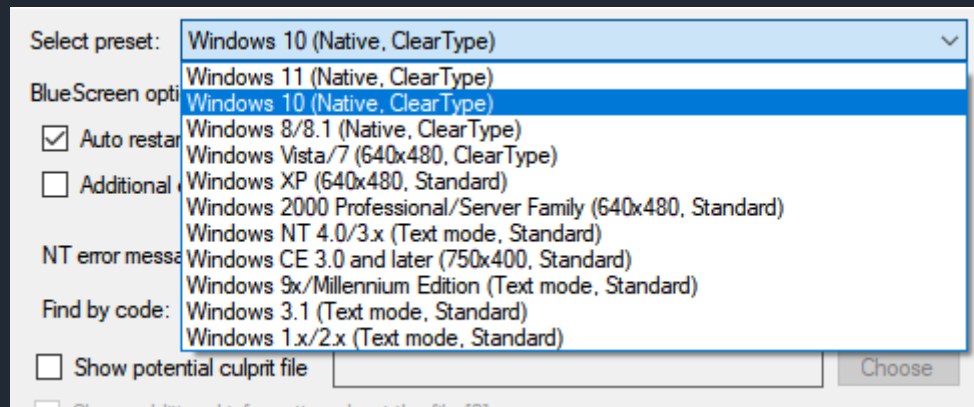 Select preset: Windows 10 (Native, ClearType)
Windows 11 (Native, ClearType)
BlueScreen opti
Windows 10 (Native, ClearType)
Windows 8/8.1 (Native, ClearType)
Auto restar
Windows Vista/7 (640x480, ClearType)
Windows XP (640x480, Standard)
Additional
Windows 2000 Professional/Server Family (640x480, Standard)
Windows NT 4.0/3.x (Text mode, Standard)
NT error messa
Windows CE 3.0 and later (750x400, Standard)
Windows 9x/Millennium Edition (Text mode, Standard)
Find by code:
Windows 3.1 (Text mode, Standard)
Windows 1.x/2.x (Text mode, Standard)
Show potential culprit file Choose